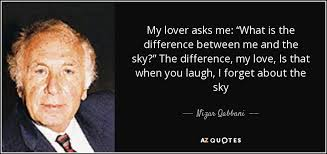 My lover asks me: “What is the
difference between me and the
sky?” The difference, my love, Is that
when you laugh, I forget about the
sky
Nizar Qabbani
AZ QUOTES